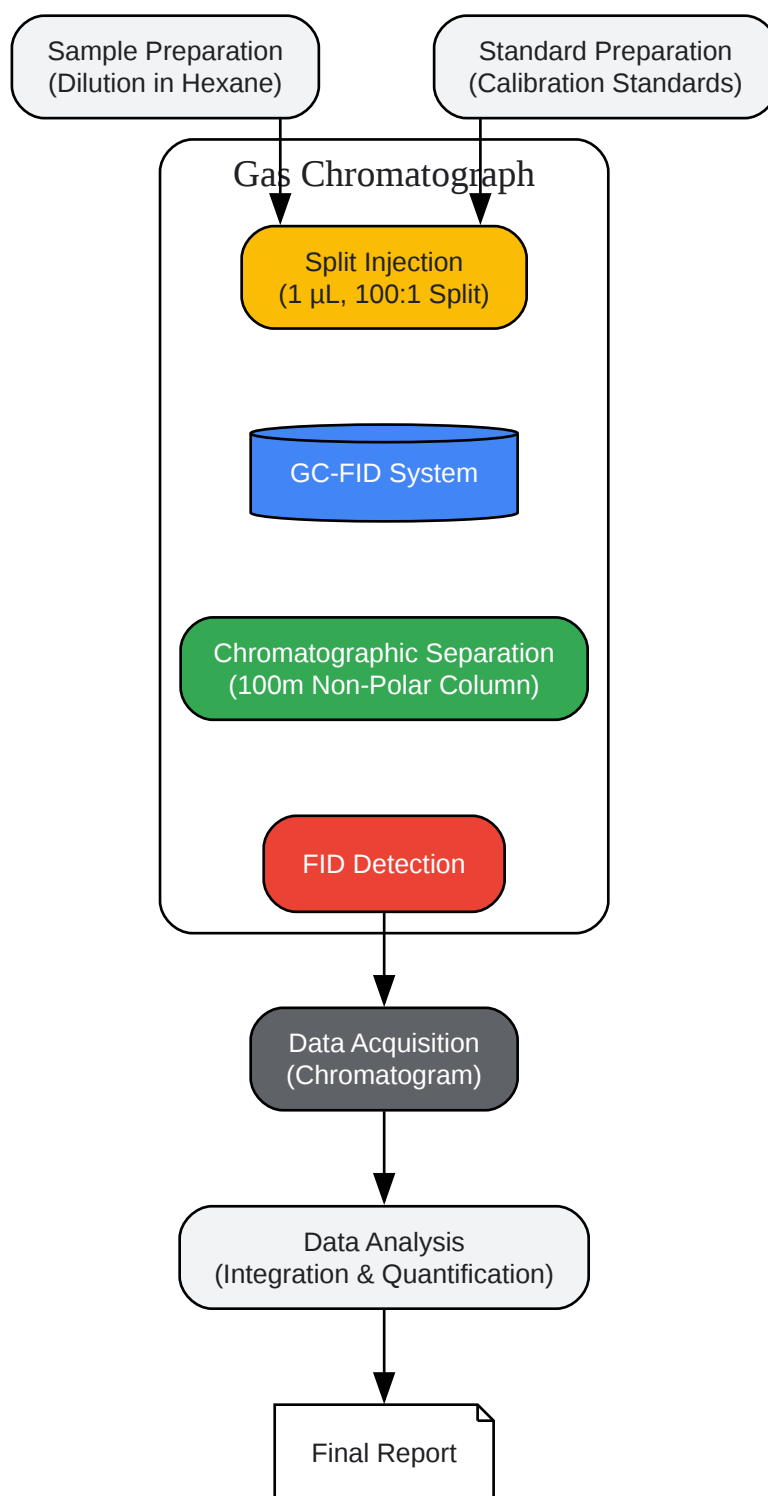 Sample Preparation
(Dilution in Hexane)
Standard Preparation
(Calibration Standards)
Gas Chromatograph
Split Injection
(1 µL, 100:1 Split)
GC-FID System
Chromatographic Separation
(100m Non-Polar Column)
FID Detection
Data Acquisition
(Chromatogram)
Data Analysis
(Integration & Quantification)
Final Report